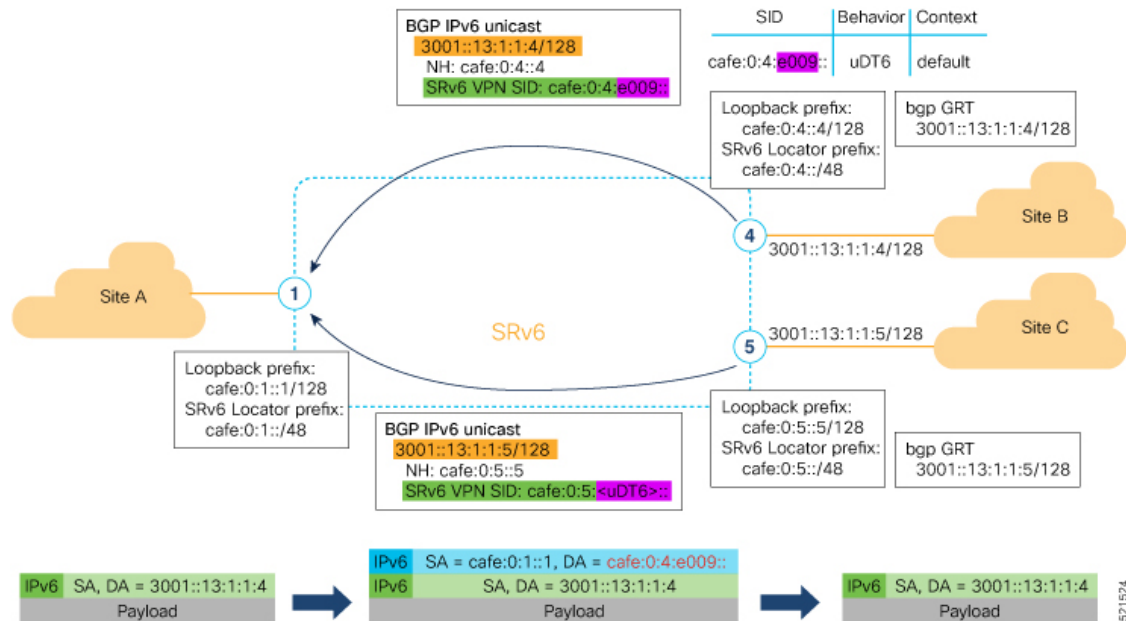 BGP IPv6 unicast
3001::13:1:1:4/128
NH: cafe:0:4::4
SRv6 VPN SID: cafe:0:4:e009::
SID Behavior Context
cafe:0:4:e009:: uDT6 default
Loopback prefix:
cafe:0:4::4/128
SRv6 Locator prefix:
cafe:0:4::/48
bgp GRT
3001::13:1:1:4/128
Site A
1
SRv6
4
3001::13:1:1:4/128
Site B
5
3001::13:1:1:5/128
Site C
Loopback prefix:
cafe:0:1::1/128
SRv6 Locator prefix:
cafe:0:1::/48
BGP IPv6 unicast
3001::13:1:1:5/128
NH: cafe:0:5::5
SRv6 VPN SID: cafe:0:5:<uDT6>::
Loopback prefix:
cafe:0:5::5/128
SRv6 Locator prefix:
cafe:0:5::/48
bgp GRT
3001::13:1:1:5/128
IPv6 SA, DA = 3001::13:1:1:4
Payload
IPv6 SA = cafe:0:1::1, DA = cafe:0:4:e009::
IPv6 SA, DA = 3001::13:1:1:4
Payload
IPv6 SA, DA = 3001::13:1:1:4
Payload
521524